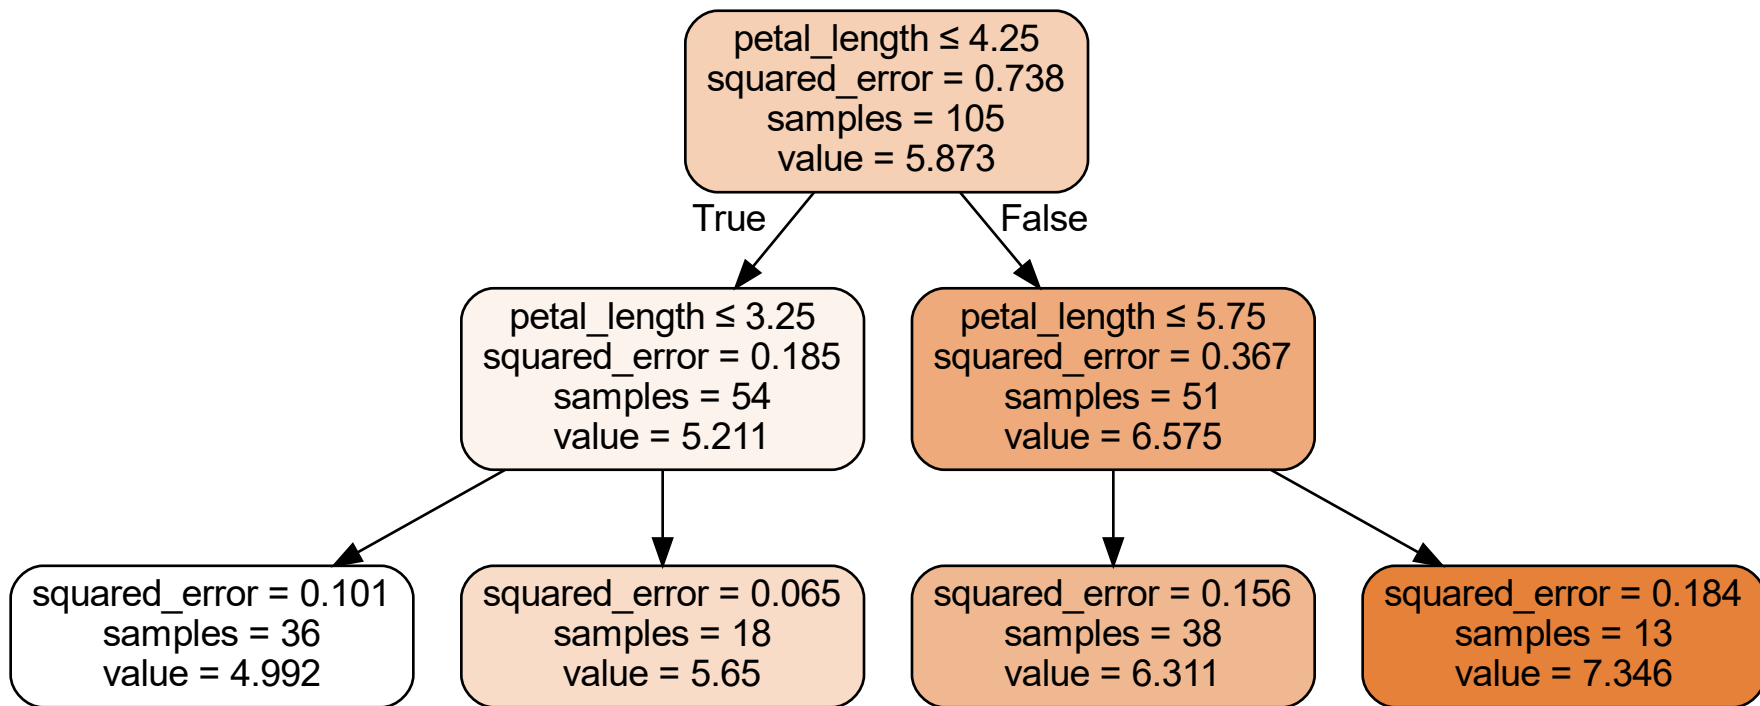 petal_length ≤ 4.25
squared_error = 0.738
samples = 105
value = 5.873
True
False
petal_length ≤ 3.25
squared_error = 0.185
samples = 54
value = 5.211
petal_length ≤ 5.75
squared_error = 0.367
samples = 51
value = 6.575
squared_error = 0.101
samples = 36
value = 4.992
squared_error = 0.065
samples = 18
value = 5.65
squared_error = 0.156
samples = 38
value = 6.311
squared_error = 0.184
samples = 13
value = 7.346